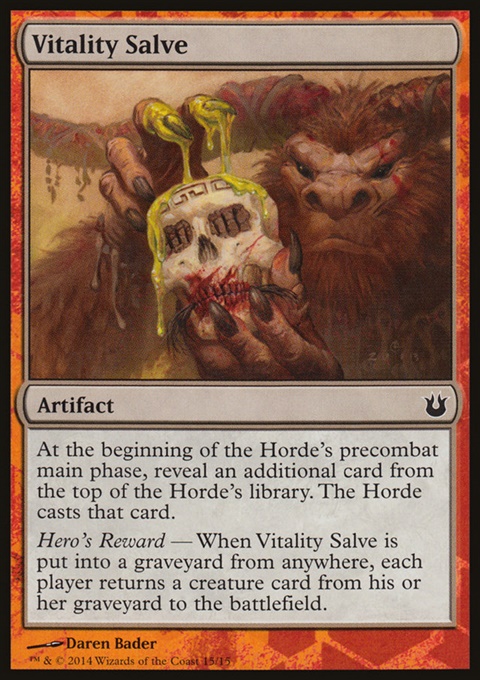 Vitality Salve
Artifact
At the beginning of the Horde's precombat
main phase, reveal an additional card from
the top of the Horde's library. The Horde
casts that card.
Hero's Reward — When Vitality Salve is
put into a graveyard from anywhere, each
player returns a creature card from his or
her graveyard to the battlefield.
Daren Bader
™ & © 2014 Wizards of the Coast 15/15